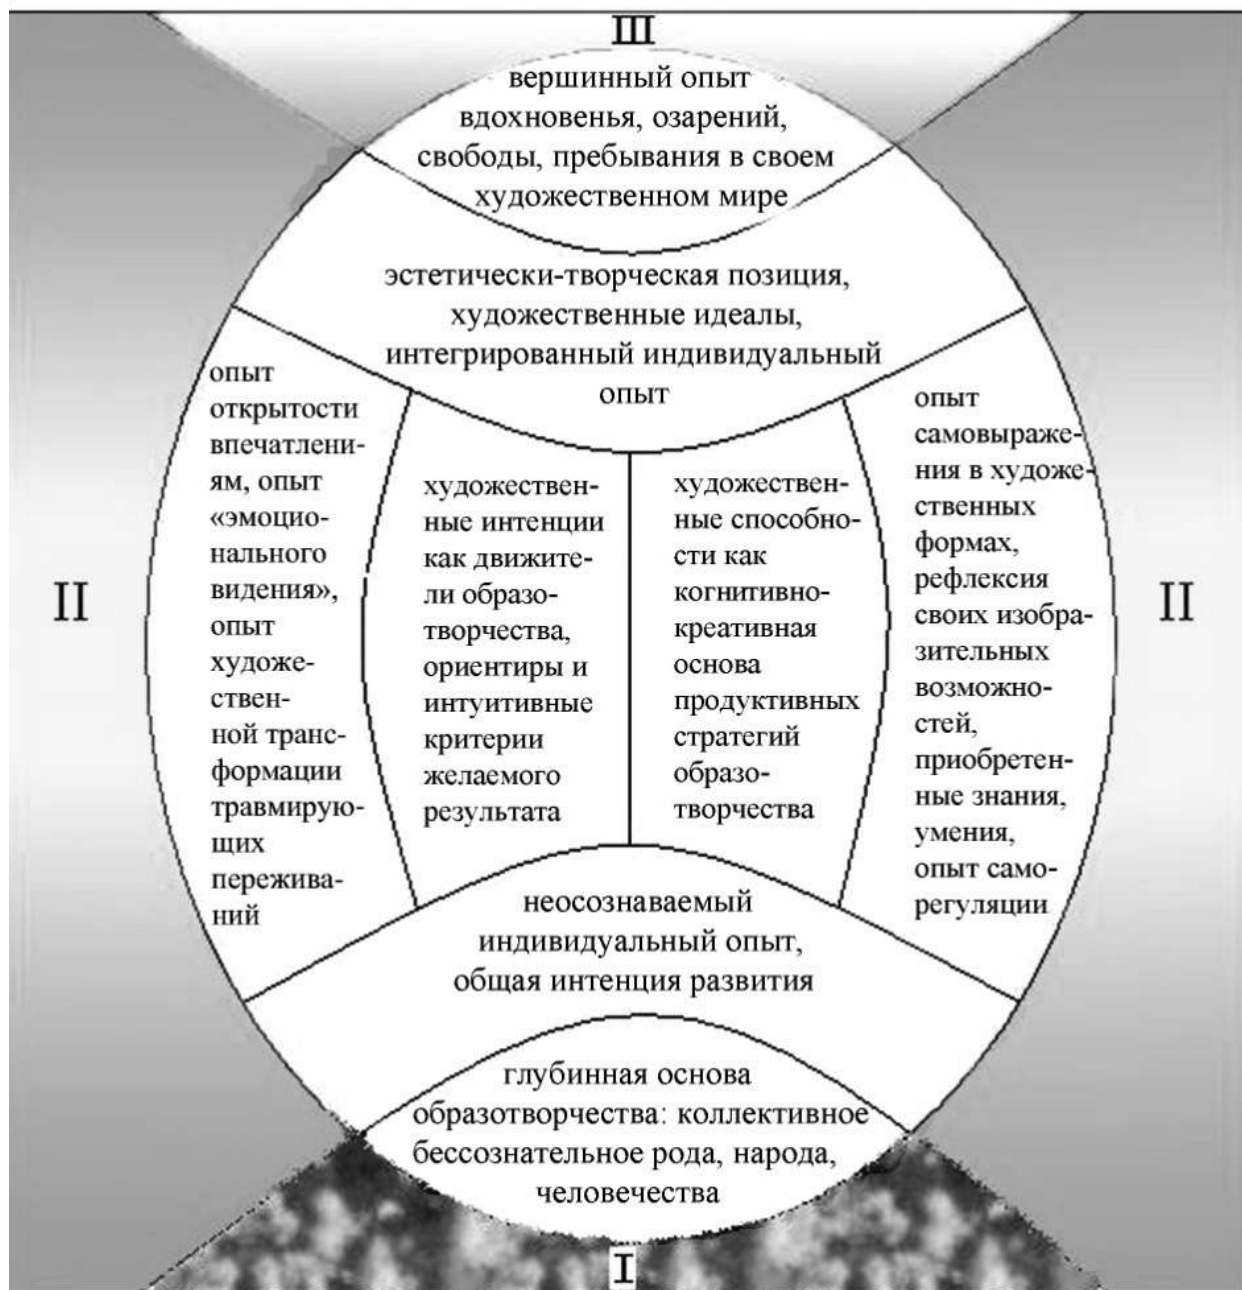 III
вершинный опыт
вдохновенья, озарений,
свободы, пребывания в своем
художественном мире
эстетически-творческая позиция,
художественные идеалы,
интегрированный индивидуальный
опыт
II
опыт
открытости
впечатлени-
ям, опыт
«эмоцио-
нального
видения»,
опыт
художе-
ствен-
ной транс-
формации
травмирую-
щих
пережива-
ний
художествен-
ные интенции
как движите-
ли образо-
творчества,
ориентиры и
интуитивные
критерии
желаемого
результата
художествен-
ные способно-
сти как
когнитивно-
креативная
основа
продуктивных
стратегий
образо-
творчества
опыт
самовыраже-
ния в художе-
ственных
формах,
рефлексия
своих изобра-
зительных
возможно-
стей,
приобретен-
ные знания,
умения,
опыт само-
регуляции
II
неосознаваемый
индивидуальный опыт,
общая интенция развития
глубинная основа
образотворчества: коллективное
бессознательное рода, народа,
человечества
I